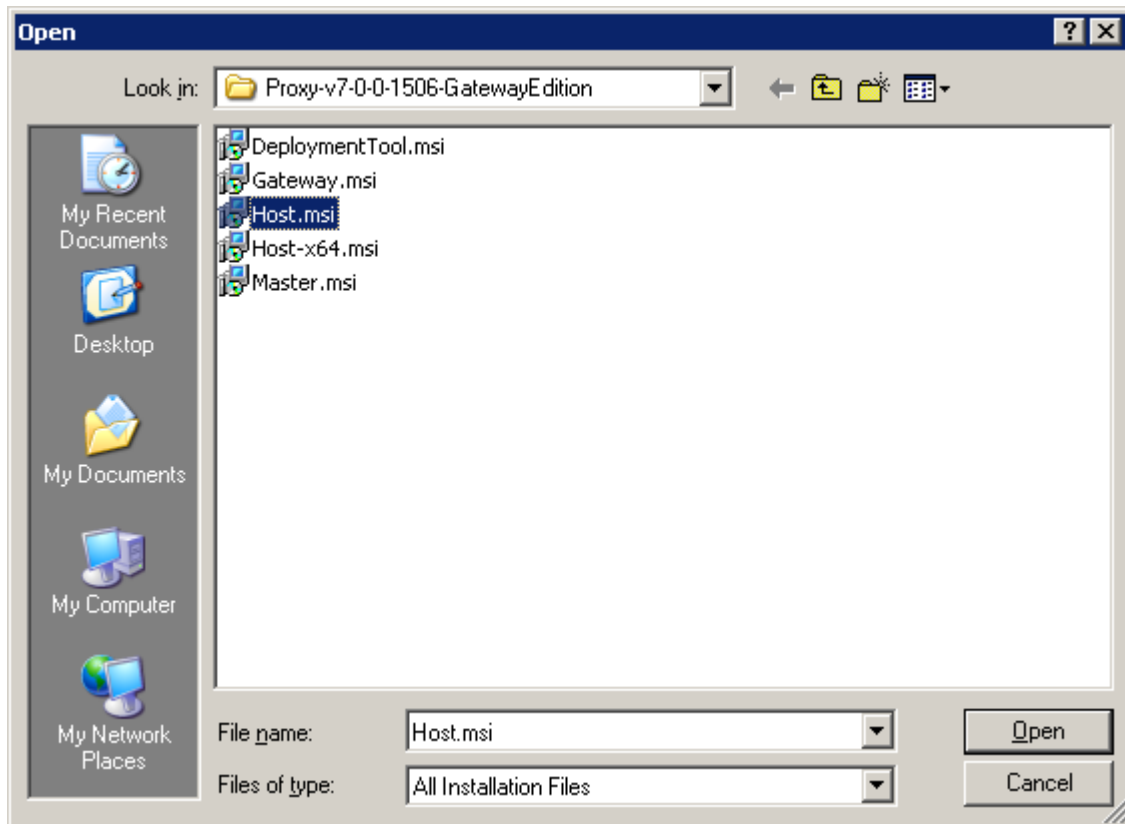 Open
Look in: Proxy-v7-0-0-1506-GatewayEdition
My Recent
Documents
Desktop
My Documents
My Computer
My Network
Places
DeploymentTool.msi
Gateway.msi
Host.msi
Host-x64.msi
Master.msi
File name: Host.msi Open
Files of type: All Installation Files Cancel